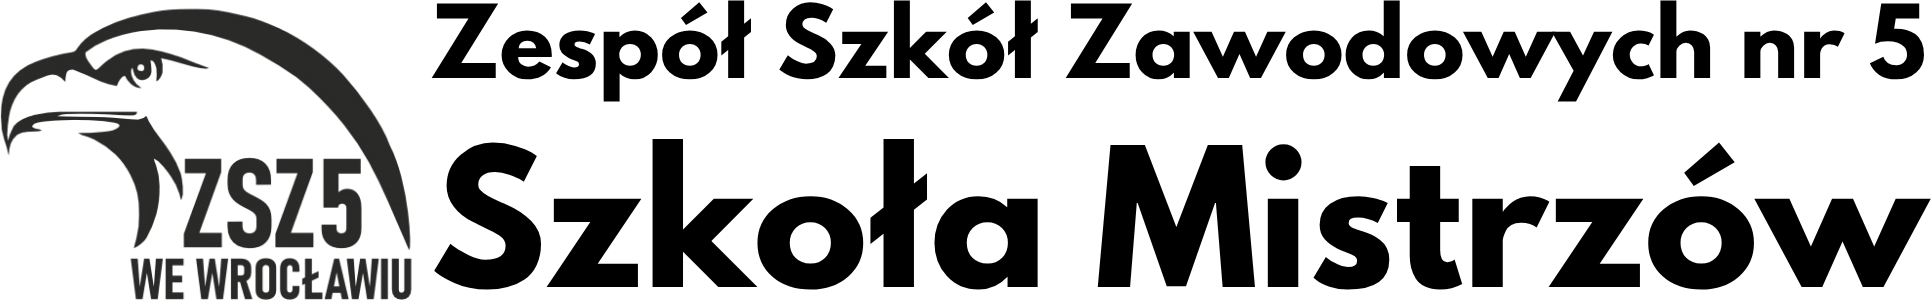 ZSZ5
WE WROCŁAWIU
Zespół Szkół Zawodowych nr 5
Szkoła Mistrzów